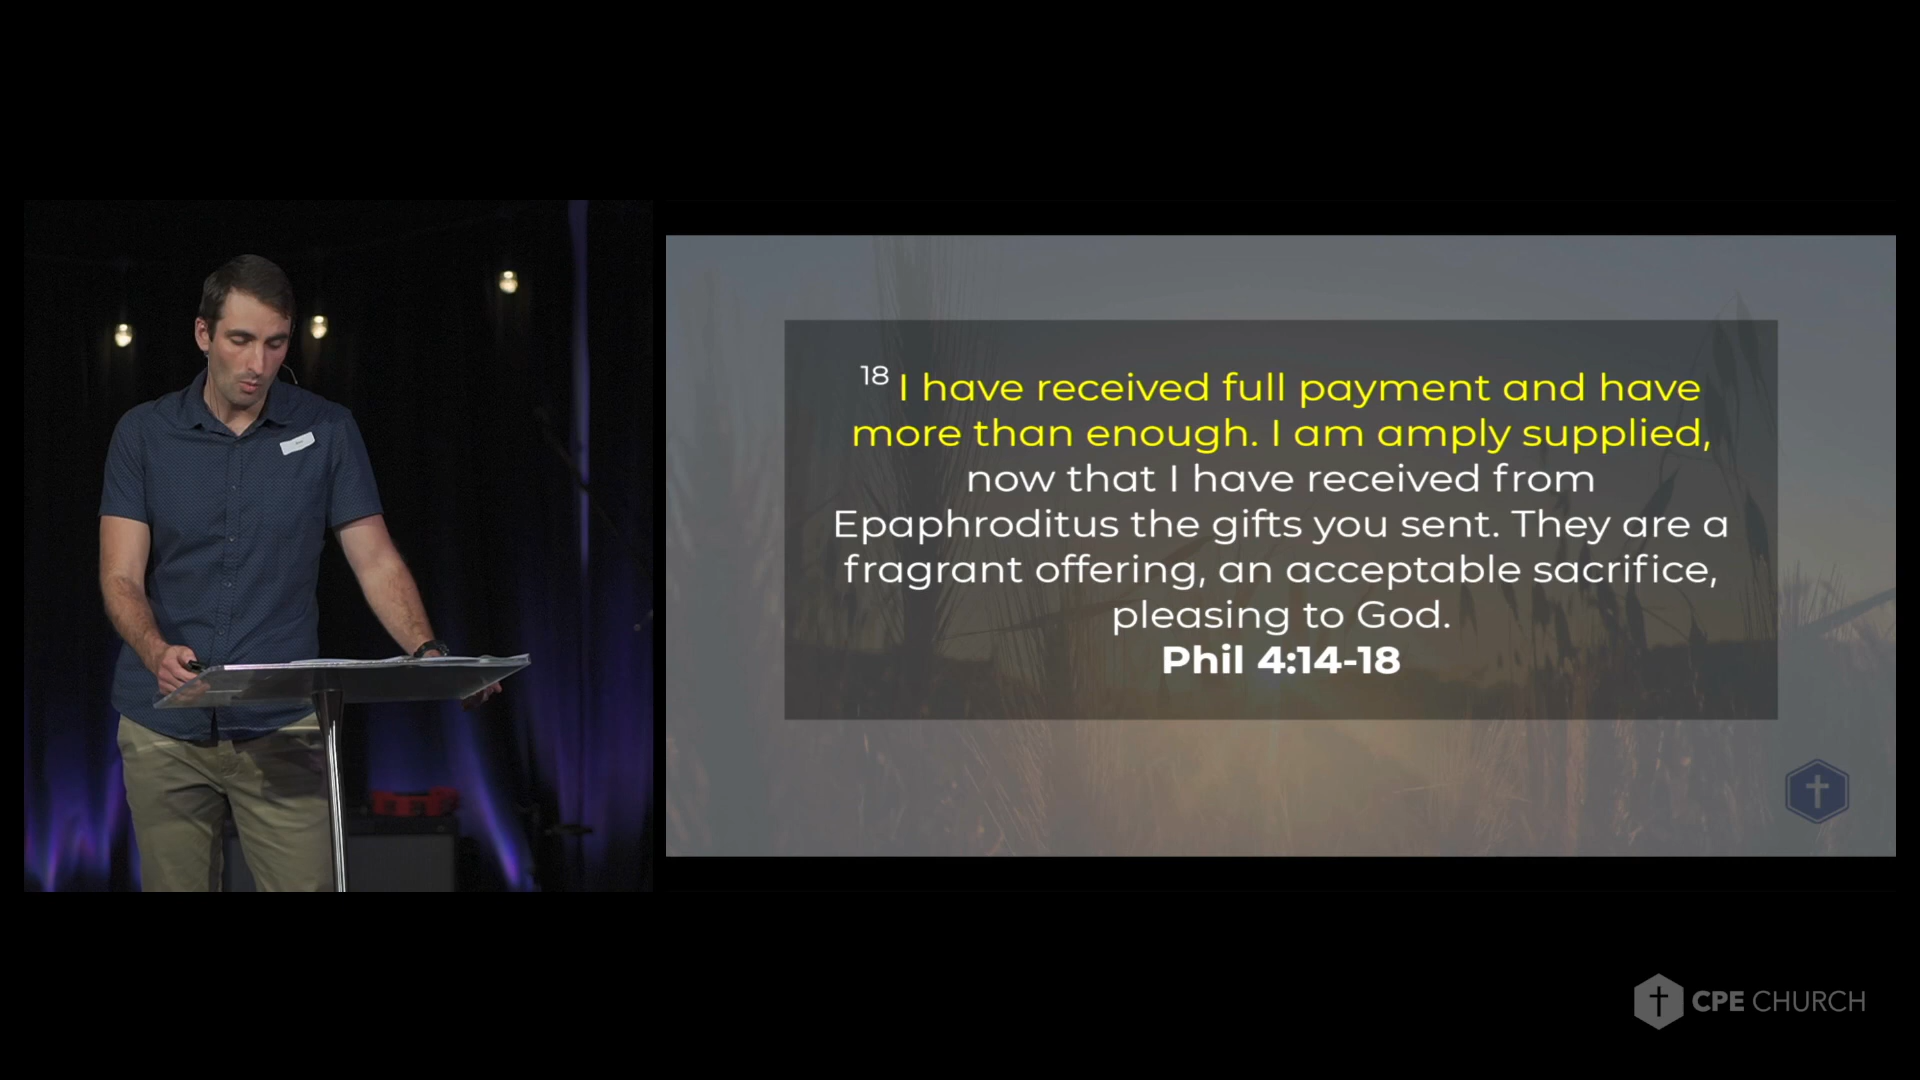 18 I have received full payment and have
more than enough. I am amply supplied,
now that I have received from
Epaphroditus the gifts you sent. They are a
fragrant offering, an acceptable sacrifice,
pleasing to God.
Phil 4:14-18
CPE CHURCH